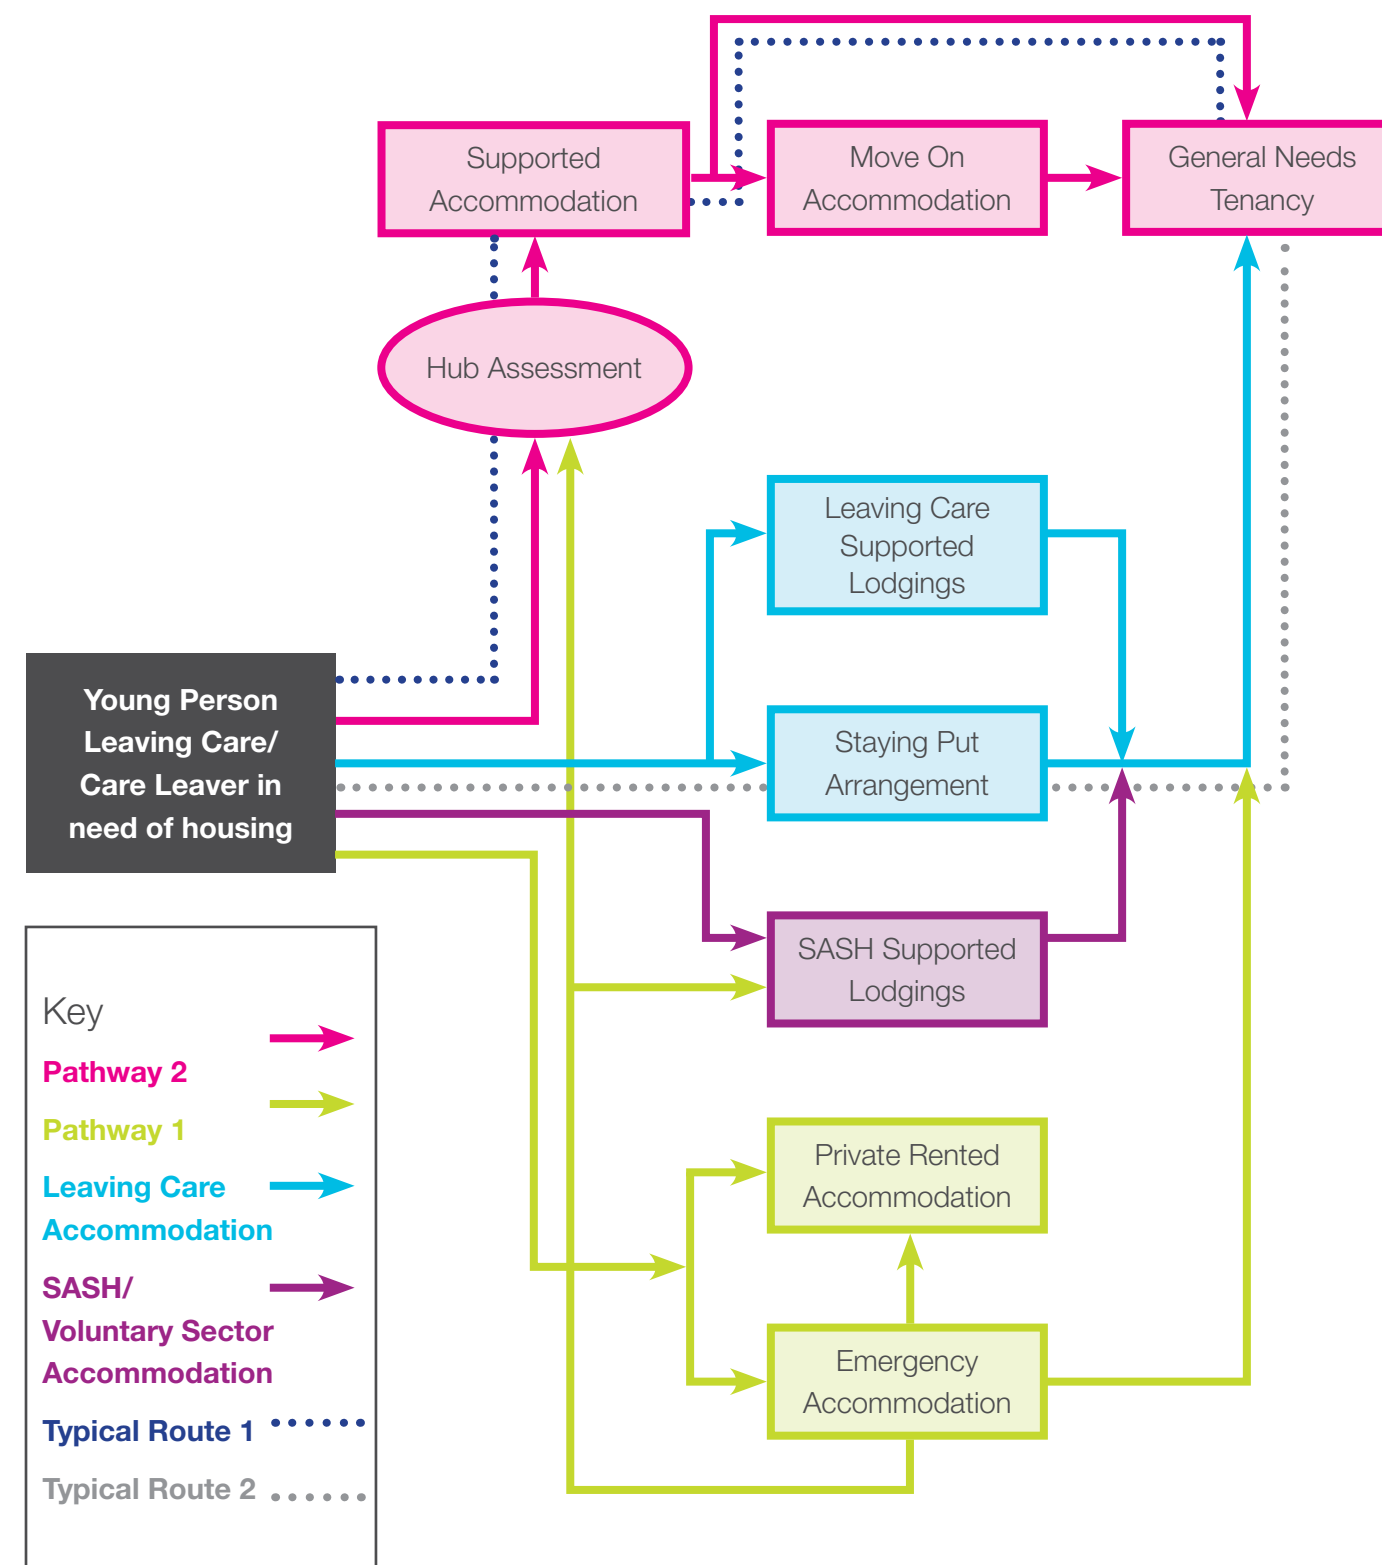 Supported
Accommodation
Move On
Accommodation
General Needs
Tenancy
Hub Assessment
Leaving Care
Supported
Lodgings
Young Person
Leaving Care/
Care Leaver in
need of housing
Staying Put
Arrangement
SASH Supported
Lodgings
Private Rented
Accommodation
Emergency
Accommodation
Key
Pathway 2
Pathway 1
Leaving Care
Accommodation
SASH/
Voluntary Sector
Accommodation
Typical Route 1
Typical Route 2